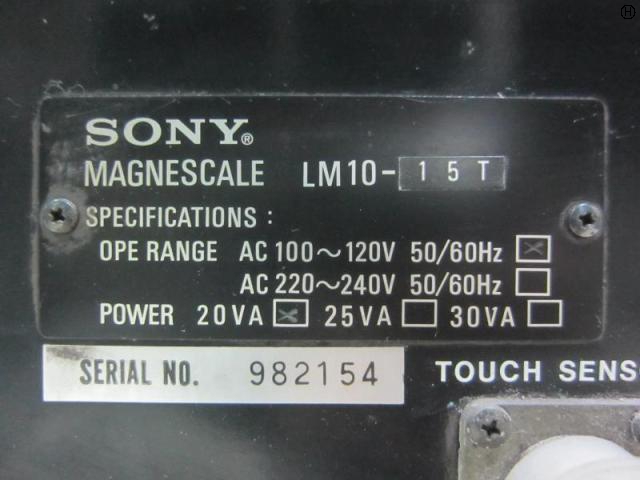 SONY®
MAGNESCALE LM10-15T
SPECIFICATIONS :
OPE RANGE AC 100~120V 50/60Hz ☒
AC 220~240V 50/60Hz ☐
POWER 20VA ☒ 25VA ☐ 30VA ☐
SERIAL NO. 982154
TOUCH SENS
Ⓗ